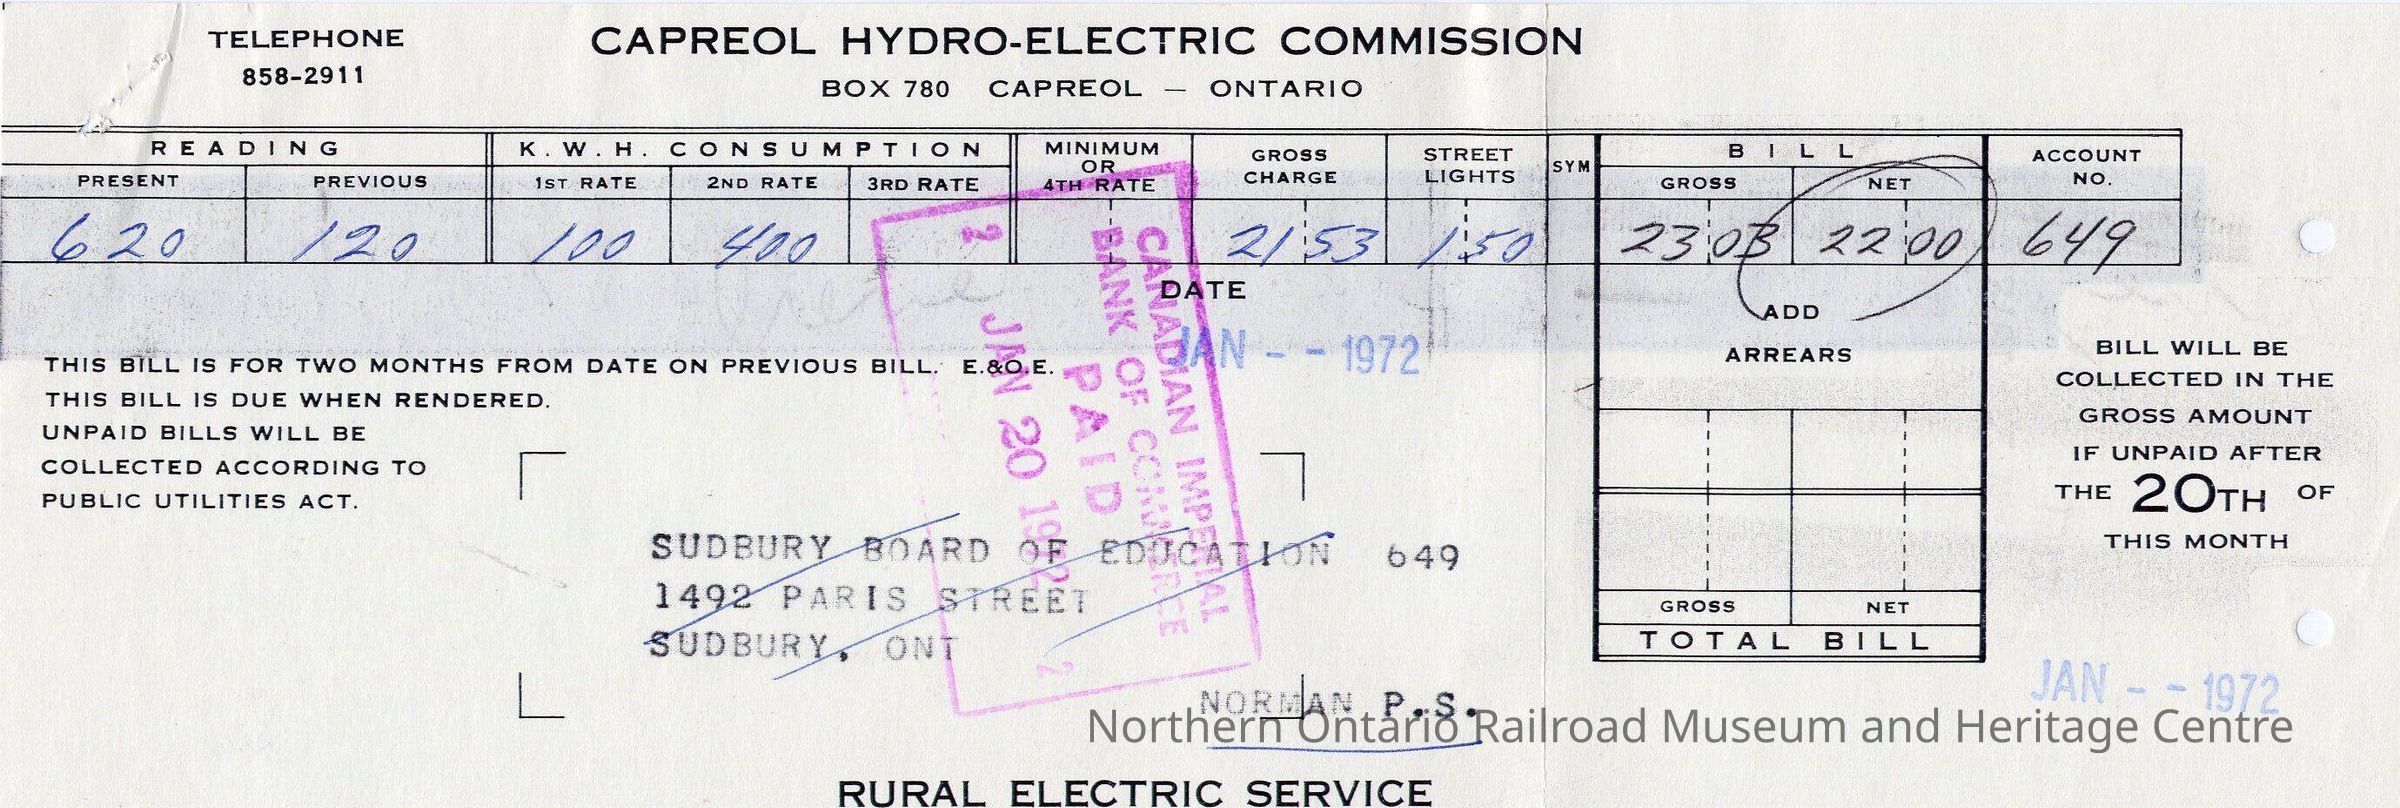 TELEPHONE
858-2911
CAPREOL HYDRO-ELECTRIC COMMISSION
BOX 780 CAPREOL — ONTARIO
READING
K.W.H. CONSUMPTION
MINIMUM OR 4TH RATE
GROSS CHARGE
STREET LIGHTS
SYM
BILL
ACCOUNT NO.
PRESENT PREVIOUS 1ST RATE 2ND RATE 3RD RATE GROSS NET
620 120 100 400 21 53 1 50 23 03 22 00 649
DATE
JAN - - 1972
CANADIAN IMPERIAL
BANK OF COMMERCE
PAID
2 JAN 20 1972 2
ADD
ARREARS
THIS BILL IS FOR TWO MONTHS FROM DATE ON PREVIOUS BILL. E.&O.E.
THIS BILL IS DUE WHEN RENDERED.
UNPAID BILLS WILL BE
COLLECTED ACCORDING TO
PUBLIC UTILITIES ACT.
BILL WILL BE
COLLECTED IN THE
GROSS AMOUNT
IF UNPAID AFTER
THE 20TH OF
THIS MONTH
SUDBURY BOARD OF EDUCATION 649
1492 PARIS STREET
SUDBURY, ONT
NORMAN P.S.
GROSS NET
TOTAL BILL
JAN - - 1972
Northern Ontario Railroad Museum and Heritage Centre
RURAL ELECTRIC SERVICE